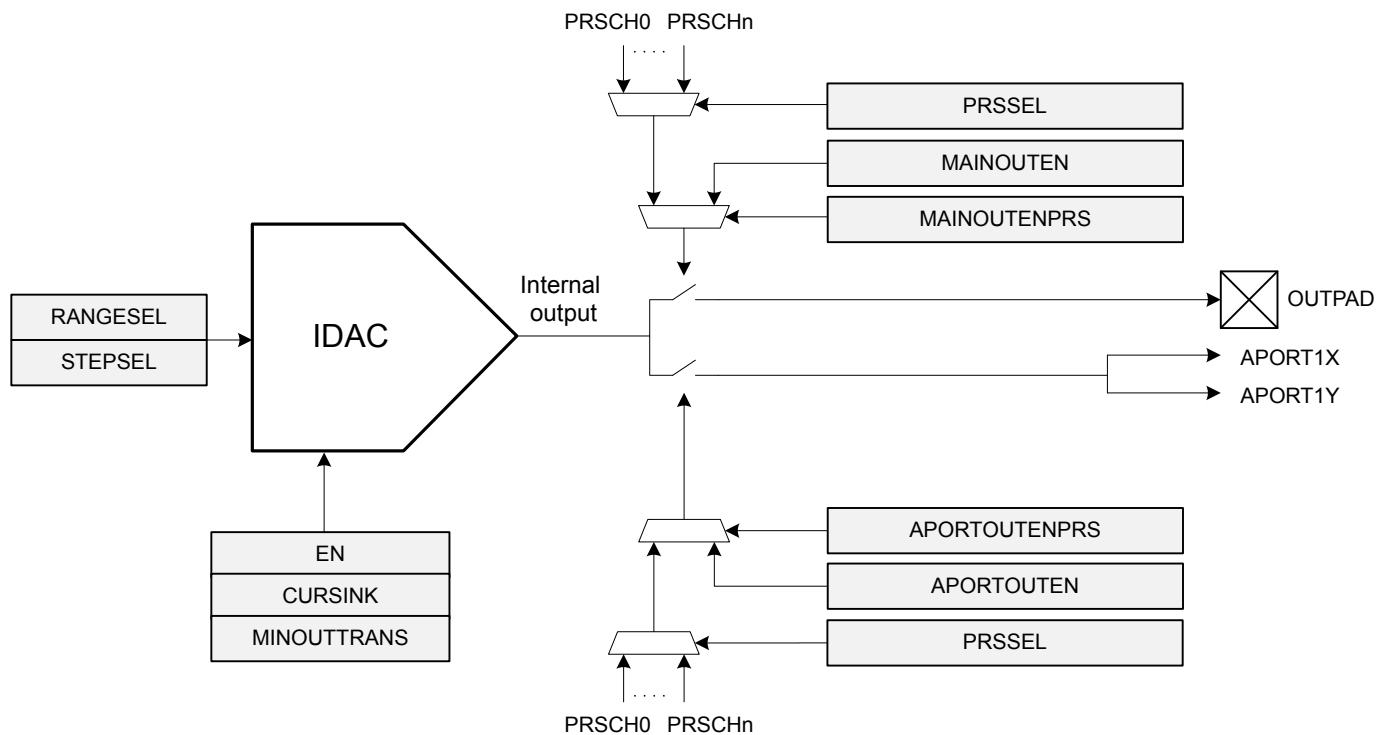 PRSCH0 PRSCHn
. . . .
PRSSEL
MAINOUTEN
MAINOUTENPRS
Internal
output
RANGESEL
STEPSEL
IDAC
OUTPAD
APORT1X
APORT1Y
EN
CURSINK
MINOUTTRANS
APORTOUTENPRS
APORTOUTEN
PRSSEL
. . . .
PRSCH0 PRSCHn